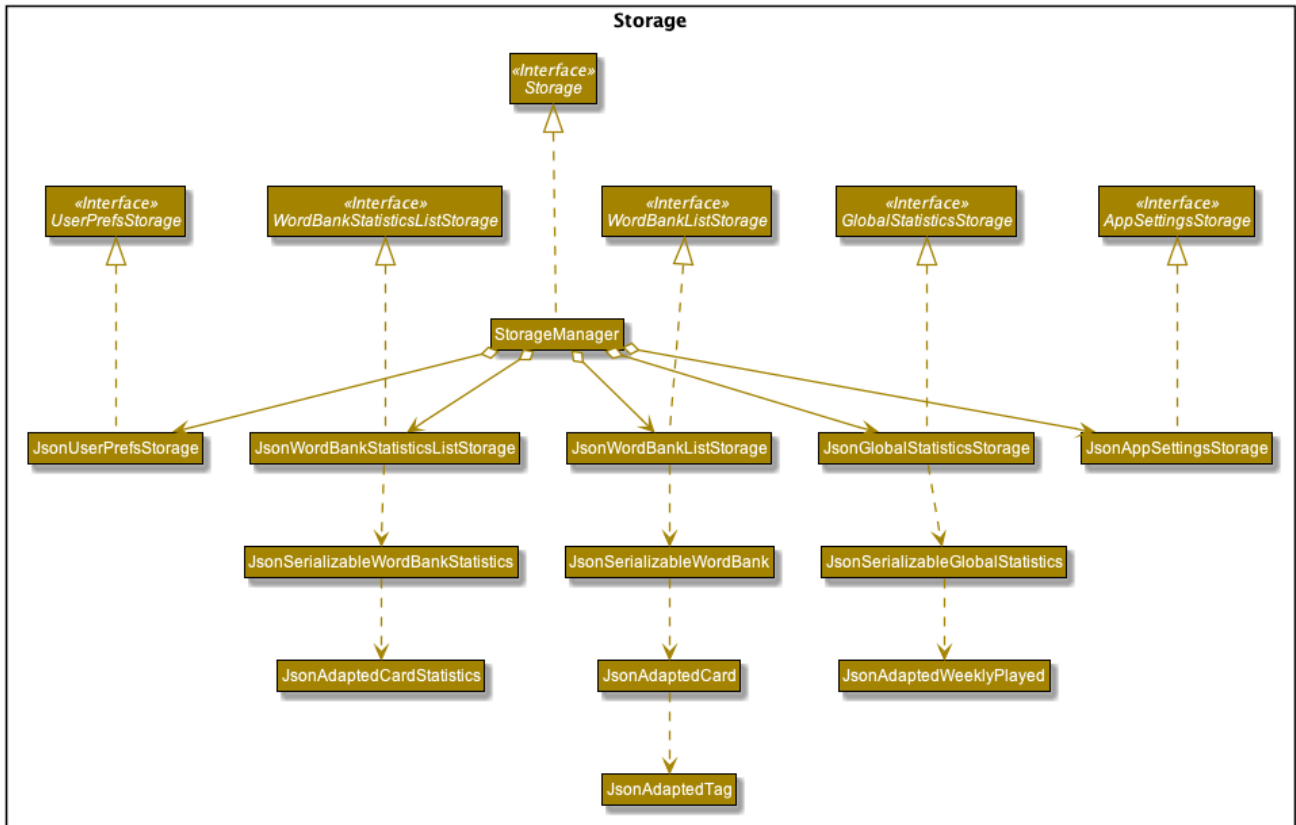 Storage
«Interface»
Storage
«Interface»
UserPrefsStorage
«Interface»
WordBankStatisticsListStorage
«Interface»
WordBankListStorage
«Interface»
GlobalStatisticsStorage
«Interface»
AppSettingsStorage
StorageManager
JsonUserPrefsStorage
JsonWordBankStatisticsListStorage
JsonWordBankListStorage
JsonGlobalStatisticsStorage
JsonAppSettingsStorage
JsonSerializableWordBankStatistics
JsonSerializableWordBank
JsonSerializableGlobalStatistics
JsonAdaptedCardStatistics
JsonAdaptedCard
JsonAdaptedWeeklyPlayed
JsonAdaptedTag